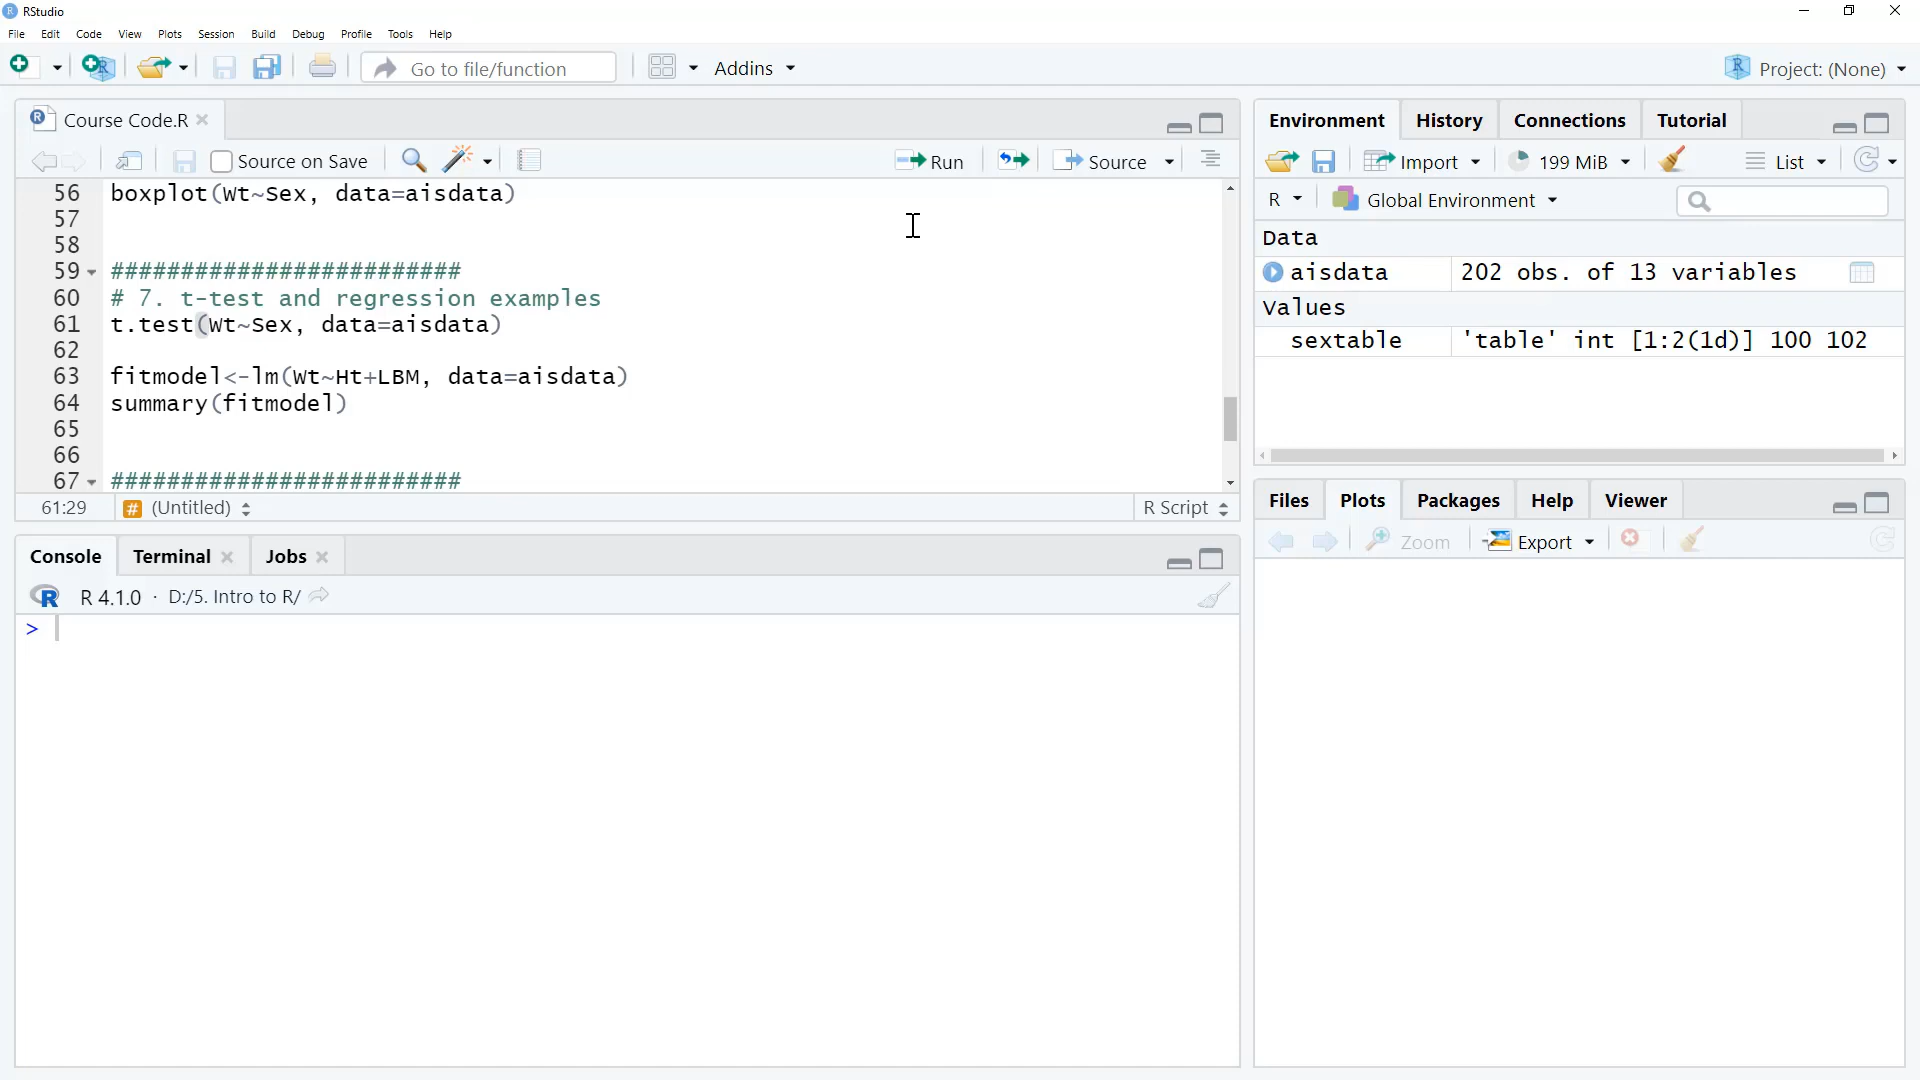 RStudio
File Edit Code View Plots Session Build Debug Profile Tools Help
Go to file/function Addins Project: (None)
Course Code.R
Source on Save Run Source
56 boxplot(Wt~Sex, data=aisdata)
57
58
59 #########################
60 # 7. t-test and regression examples
61 t.test(Wt~Sex, data=aisdata)
62
63 fitmodel<-lm(Wt~Ht+LBM, data=aisdata)
64 summary(fitmodel)
65
66
67 #########################
61:29 # (Untitled) R Script
Console Terminal Jobs
R 4.1.0 · D:/5. Intro to R/
>
Environment History Connections Tutorial
Import 199 MiB List
R Global Environment
Data
aisdata 202 obs. of 13 variables
Values
sextable 'table' int [1:2(1d)] 100 102
Files Plots Packages Help Viewer
Zoom Export